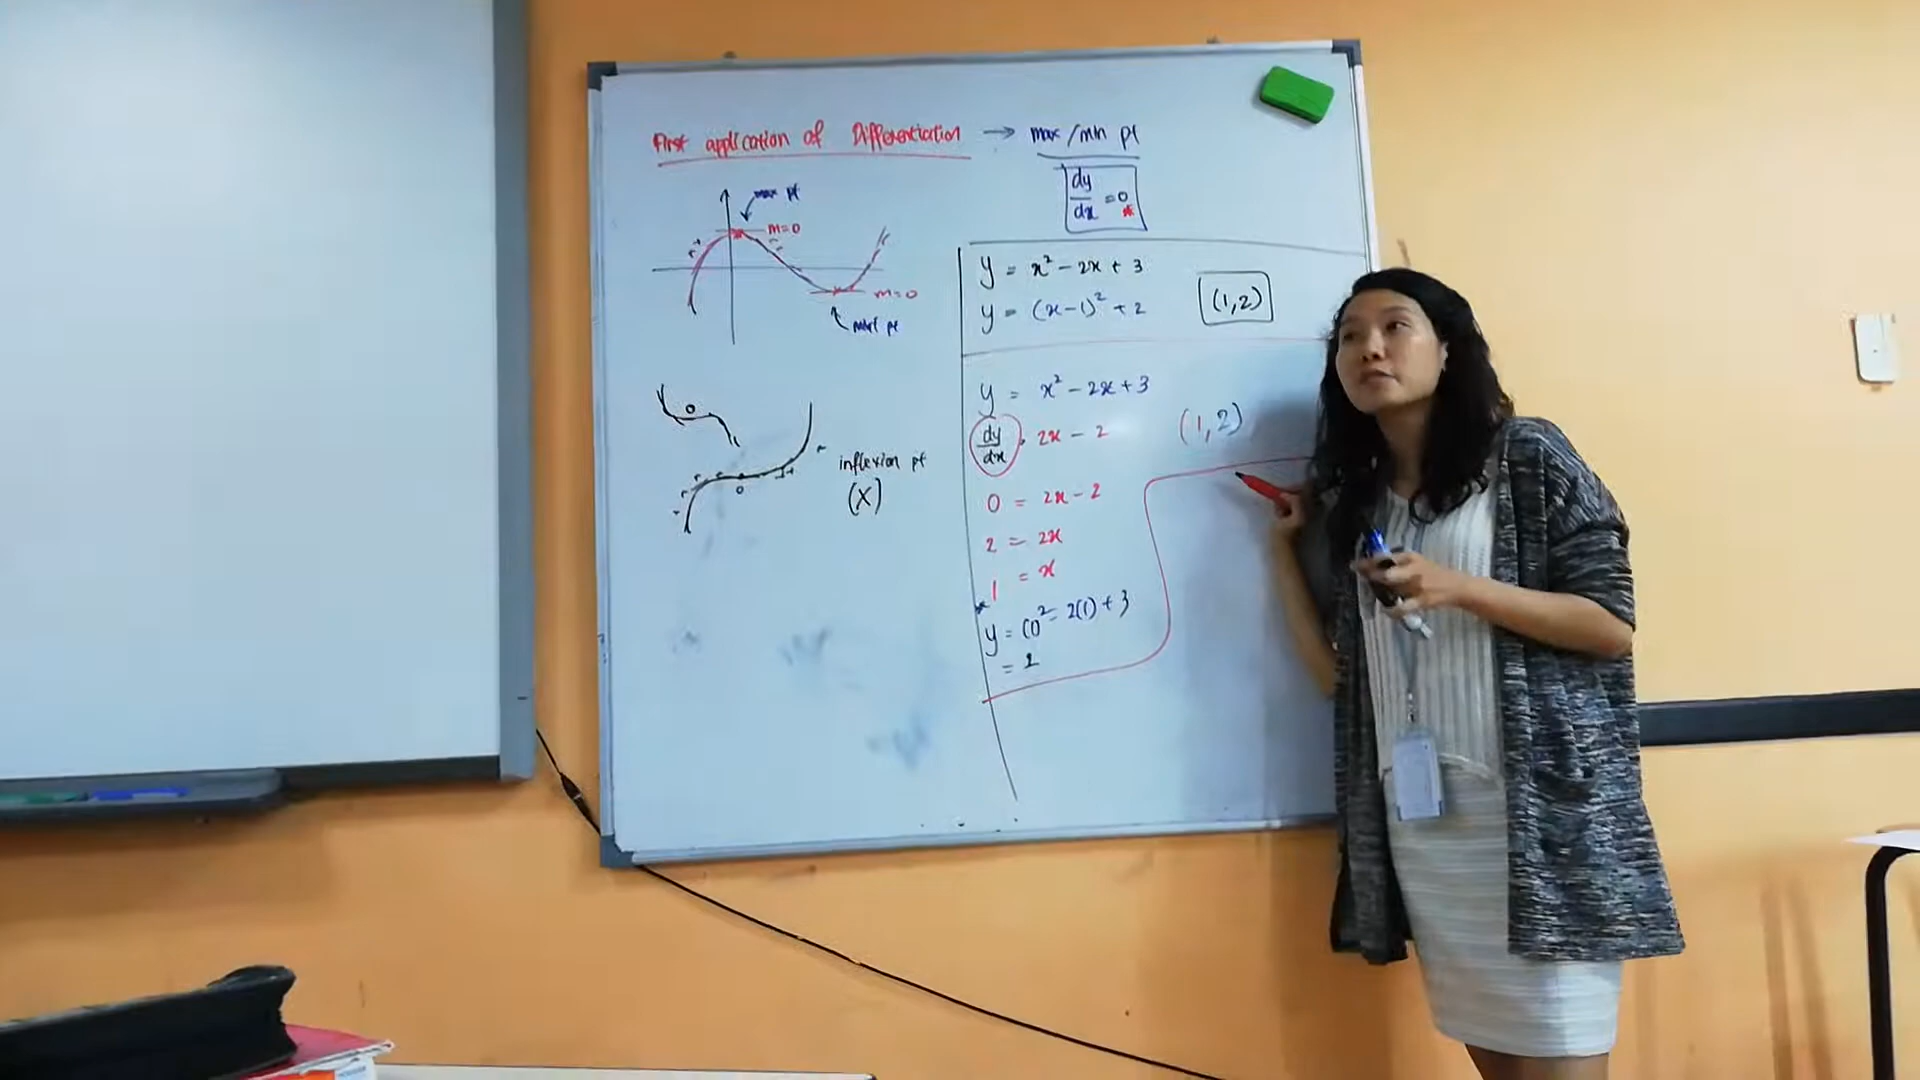 First application of Differentiation → max/min pt
dy/dx = 0 *
max pt
m=0
m=0
min pt
y = x² - 2x + 3
y = (x-1)² + 2
(1,2)
y = x² - 2x + 3
dy/dx = 2x - 2
(1,2)
0 = 2x - 2
2 = 2x
1 = x
y = (1)² - 2(1) + 3
= 2
0
0
inflexion pt
(x)